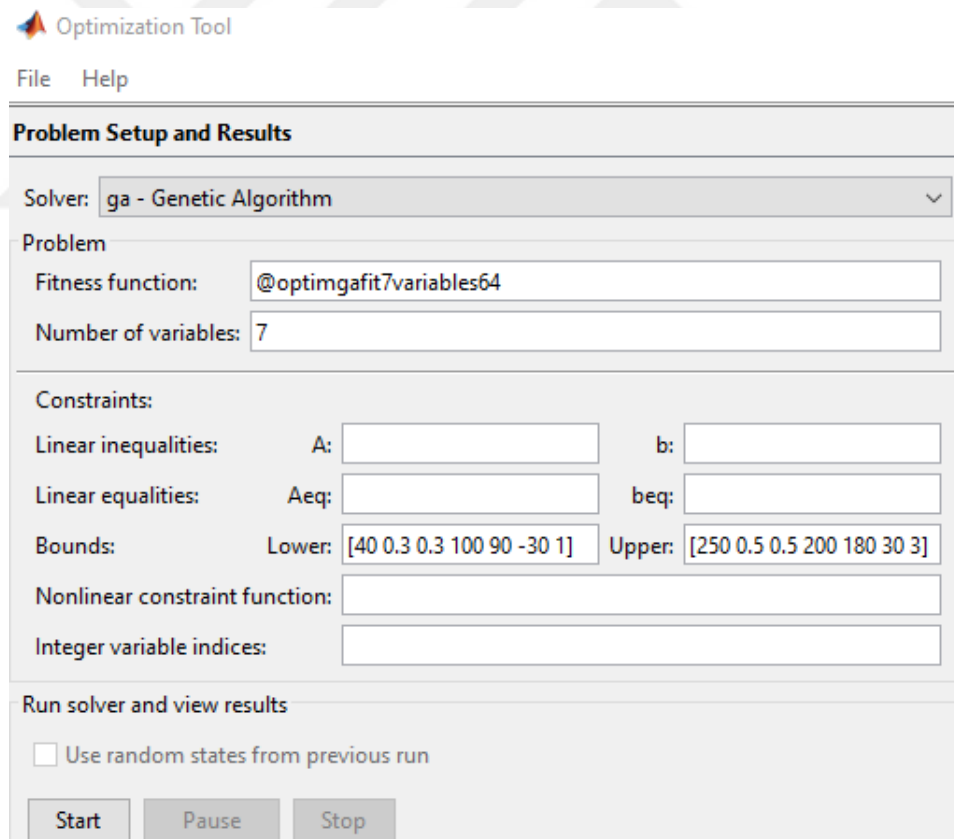 Optimization Tool
File Help
Problem Setup and Results
Solver: ga - Genetic Algorithm
Problem
Fitness function: @optimgafit7variables64
Number of variables: 7
Constraints:
Linear inequalities: A: b:
Linear equalities: Aeq: beq:
Bounds: Lower: [40 0.3 0.3 100 90 -30 1] Upper: [250 0.5 0.5 200 180 30 3]
Nonlinear constraint function:
Integer variable indices:
Run solver and view results
Use random states from previous run
Start Pause Stop